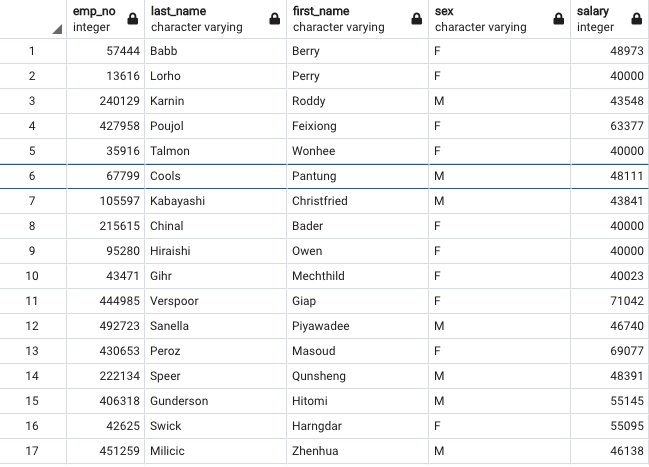 emp_no last_name first_name sex salary
integer character varying character varying character varying integer
1 57444 Babb Berry F 48973
2 13616 Lorho Perry F 40000
3 240129 Karnin Roddy M 43548
4 427958 Poujol Feixiong F 63377
5 35916 Talmon Wonhee F 40000
6 67799 Cools Pantung M 48111
7 105597 Kabayashi Christfried M 43841
8 215615 Chinal Bader F 40000
9 95280 Hiraishi Owen F 40000
10 43471 Gihr Mechthild F 40023
11 444985 Verspoor Giap F 71042
12 492723 Sanella Piyawadee M 46740
13 430653 Peroz Masoud F 69077
14 222134 Speer Qunsheng M 48391
15 406318 Gunderson Hitomi M 55145
16 42625 Swick Harngdar F 55095
17 451259 Milicic Zhenhua M 46138